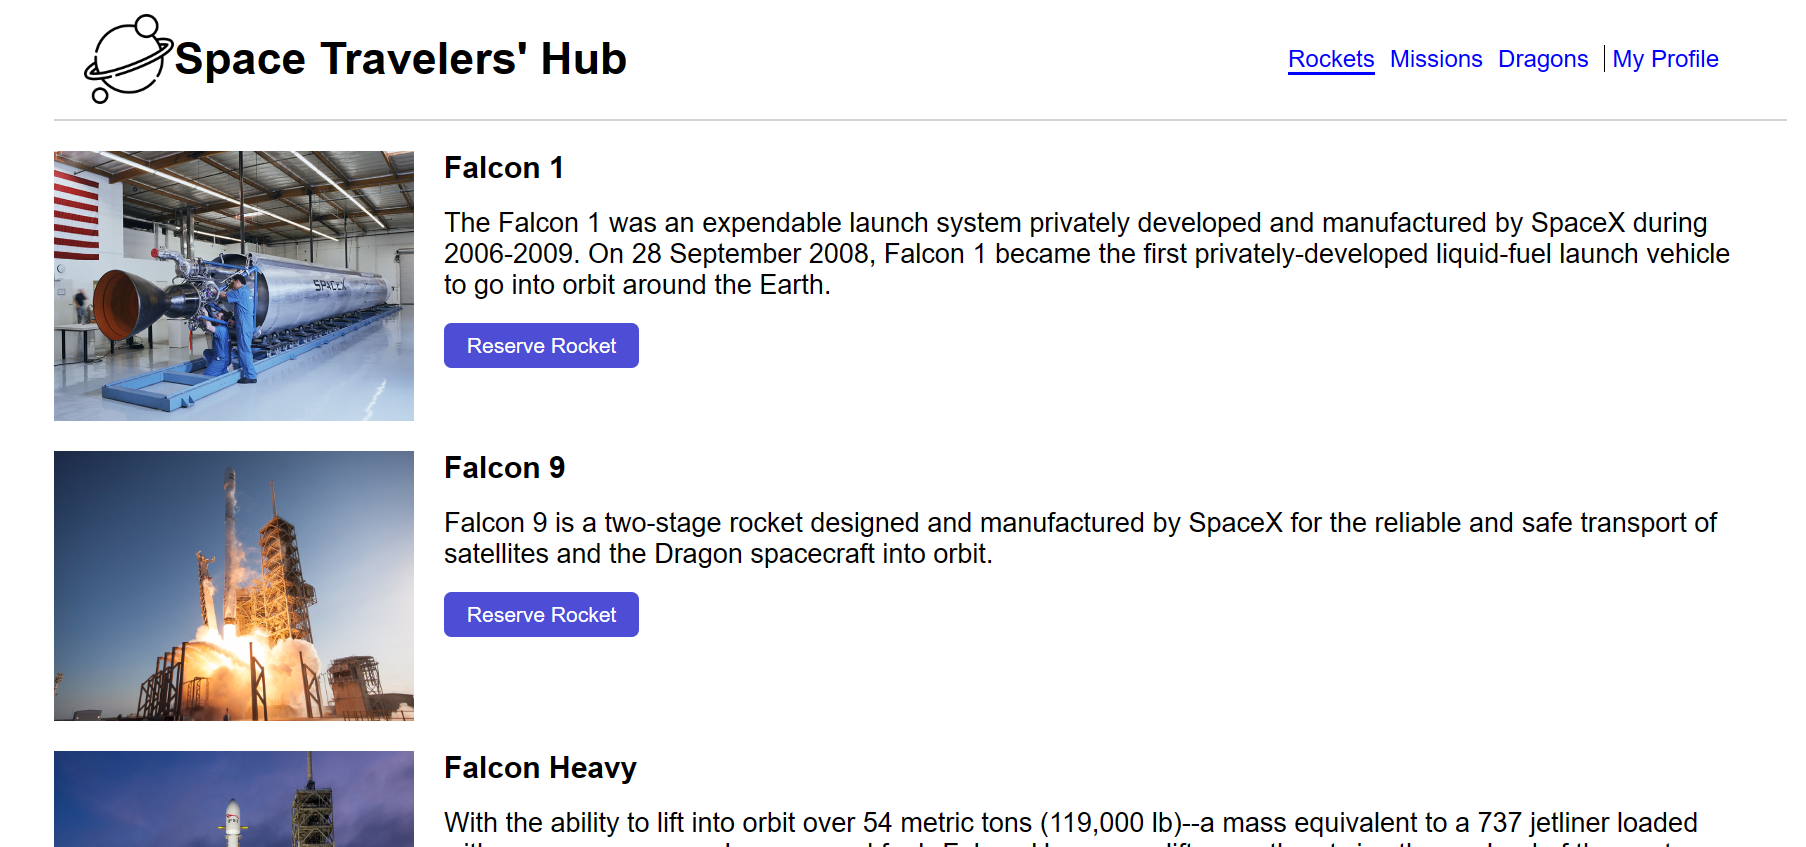 Space Travelers' Hub
Rockets Missions Dragons My Profile
Falcon 1
The Falcon 1 was an expendable launch system privately developed and manufactured by SpaceX during
2006-2009. On 28 September 2008, Falcon 1 became the first privately-developed liquid-fuel launch vehicle
to go into orbit around the Earth.
SPACEX
Reserve Rocket
Falcon 9
Falcon 9 is a two-stage rocket designed and manufactured by SpaceX for the reliable and safe transport of
satellites and the Dragon spacecraft into orbit.
Reserve Rocket
Falcon Heavy
With the ability to lift into orbit over 54 metric tons (119,000 lb)--a mass equivalent to a 737 jetliner loaded